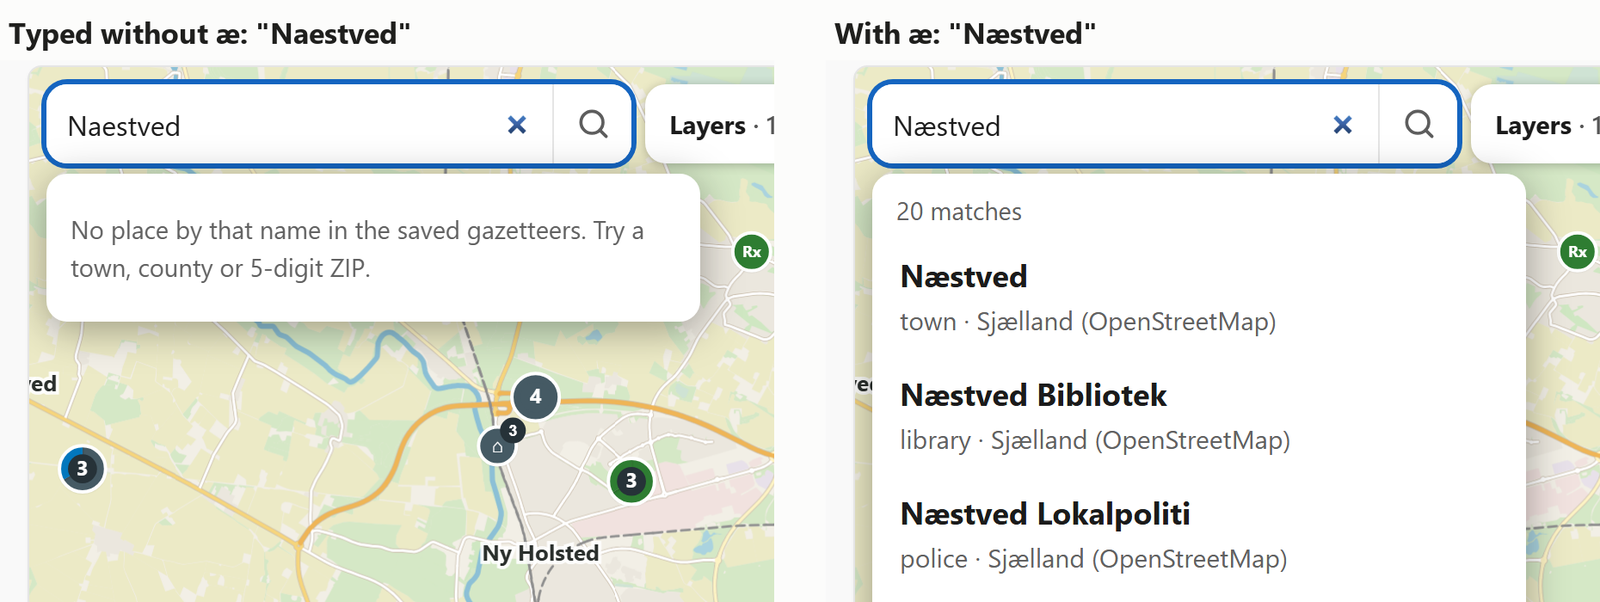 Typed without æ: "Naestved"
Naestved
Layers · 1
No place by that name in the saved gazetteers. Try a
town, county or 5-digit ZIP.
Rx
ved
4
3
3
3
Ny Holsted
With æ: "Næstved"
Næstved
Layers · 1
20 matches
Næstved
town · Sjælland (OpenStreetMap)
Næstved Bibliotek
library · Sjælland (OpenStreetMap)
Næstved Lokalpoliti
police · Sjælland (OpenStreetMap)
Rx